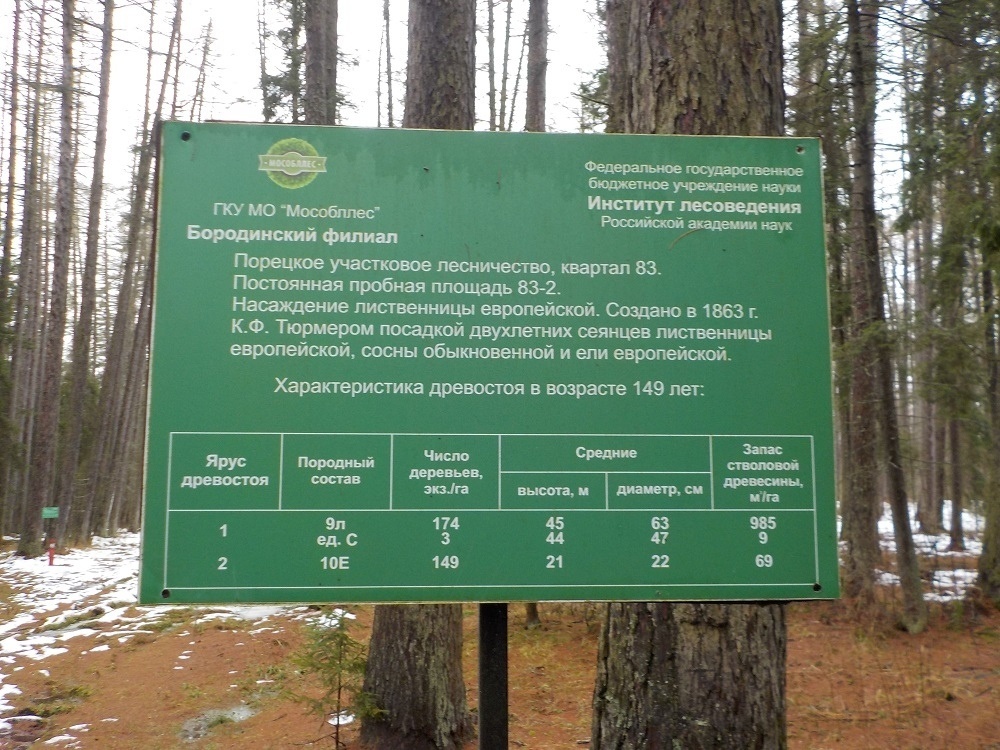 МОСОБЛЛЕС
ГКУ МО "Мособллес"
Бородинский филиал
Федеральное государственное
бюджетное учреждение науки
Институт лесоведения
Российской академии наук
Порецкое участковое лесничество, квартал 83.
Постоянная пробная площадь 83-2.
Насаждение лиственницы европейской. Создано в 1863 г.
К.Ф. Тюрмером посадкой двухлетних сеянцев лиственницы
европейской, сосны обыкновенной и ели европейской.
Характеристика древостоя в возрасте 149 лет:
Ярус древостоя
Породный состав
Число деревьев, экз./га
Средние
высота, м
диаметр, см
Запас стволовой древесины, м³/га
1 9л 174 45 63 985
ед. С 3 44 47 9
2 10Е 149 21 22 69